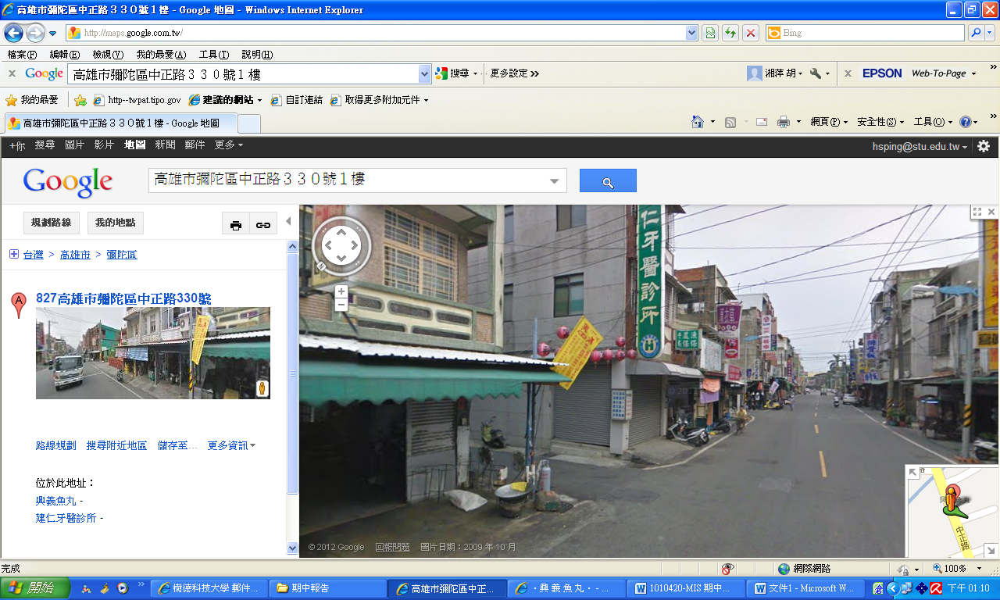 高雄市彌陀區中正路３３０號１樓 - Google 地圖 - Windows Internet Explorer
http://maps.google.com.tw/
Bing
檔案(F) 編輯(E) 檢視(V) 我的最愛(A) 工具(T) 說明(H)
x Google 高雄市彌陀區中正路３３０號１樓 搜尋 更多設定 »
湘萍 胡 x EPSON Web-To-Page »
我的最愛 http--twpat.tipo.gov 建議的網站 自訂連結 取得更多附加元件
高雄市彌陀區中正路３３０號１樓 - Google 地圖
網頁(P) 安全性(S) 工具(O) »
+你 搜尋 圖片 影片 地圖 新聞 郵件 更多
hsping@stu.edu.tw
Google 高雄市彌陀區中正路３３０號１樓
規劃路線 我的地點
台灣 > 高雄市 > 彌陀區
A 827高雄市彌陀區中正路330號
路線規劃 搜尋附近地區 儲存至... 更多資訊
位於此地址：
興義魚丸 -
建仁牙醫診所 -
仁牙醫診所
薰衣草
© 2012 Google 回報問題 圖片日期：2009 年 10 月
中正路
完成
網際網路
100%
開始
»
樹德科技大學 郵件...
期中報告
高雄市彌陀區中正...
‧興 義 魚 丸‧ - ...
1010420-MIS 期中...
文件1 - Microsoft W...
下午 01:10